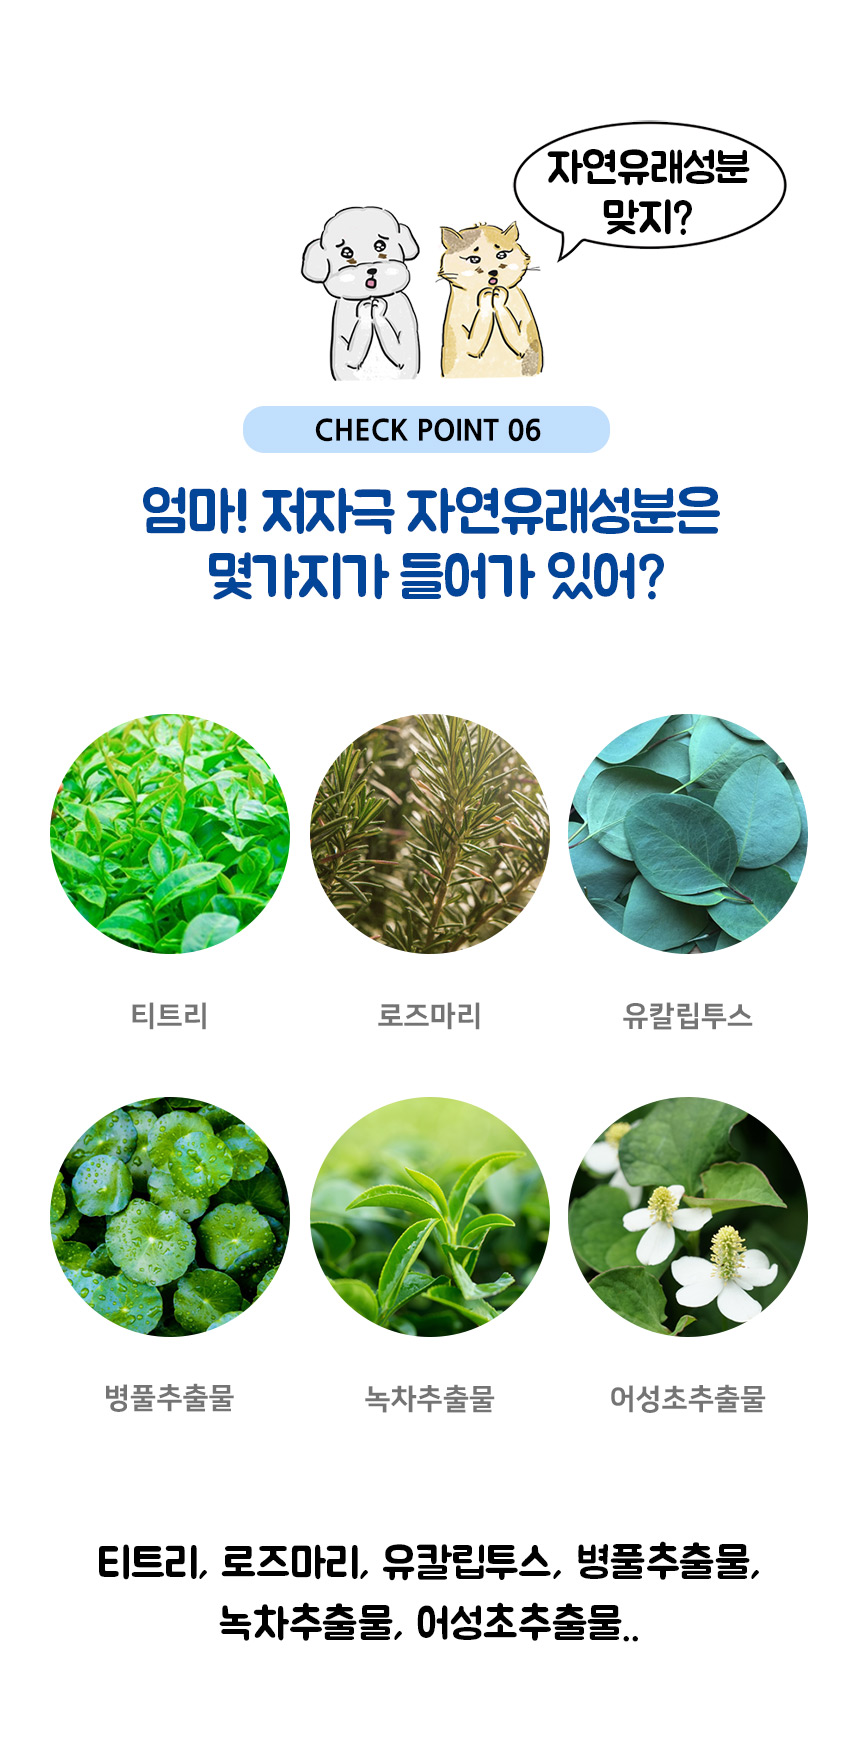 자연유래성분
맞지?
CHECK POINT 06
엄마! 저자극 자연유래성분은
몇가지가 들어가 있어?
티트리
로즈마리
유칼립투스
병풀추출물
녹차추출물
어성초추출물
티트리, 로즈마리, 유칼립투스, 병풀추출물,
녹차추출물, 어성초추출물..